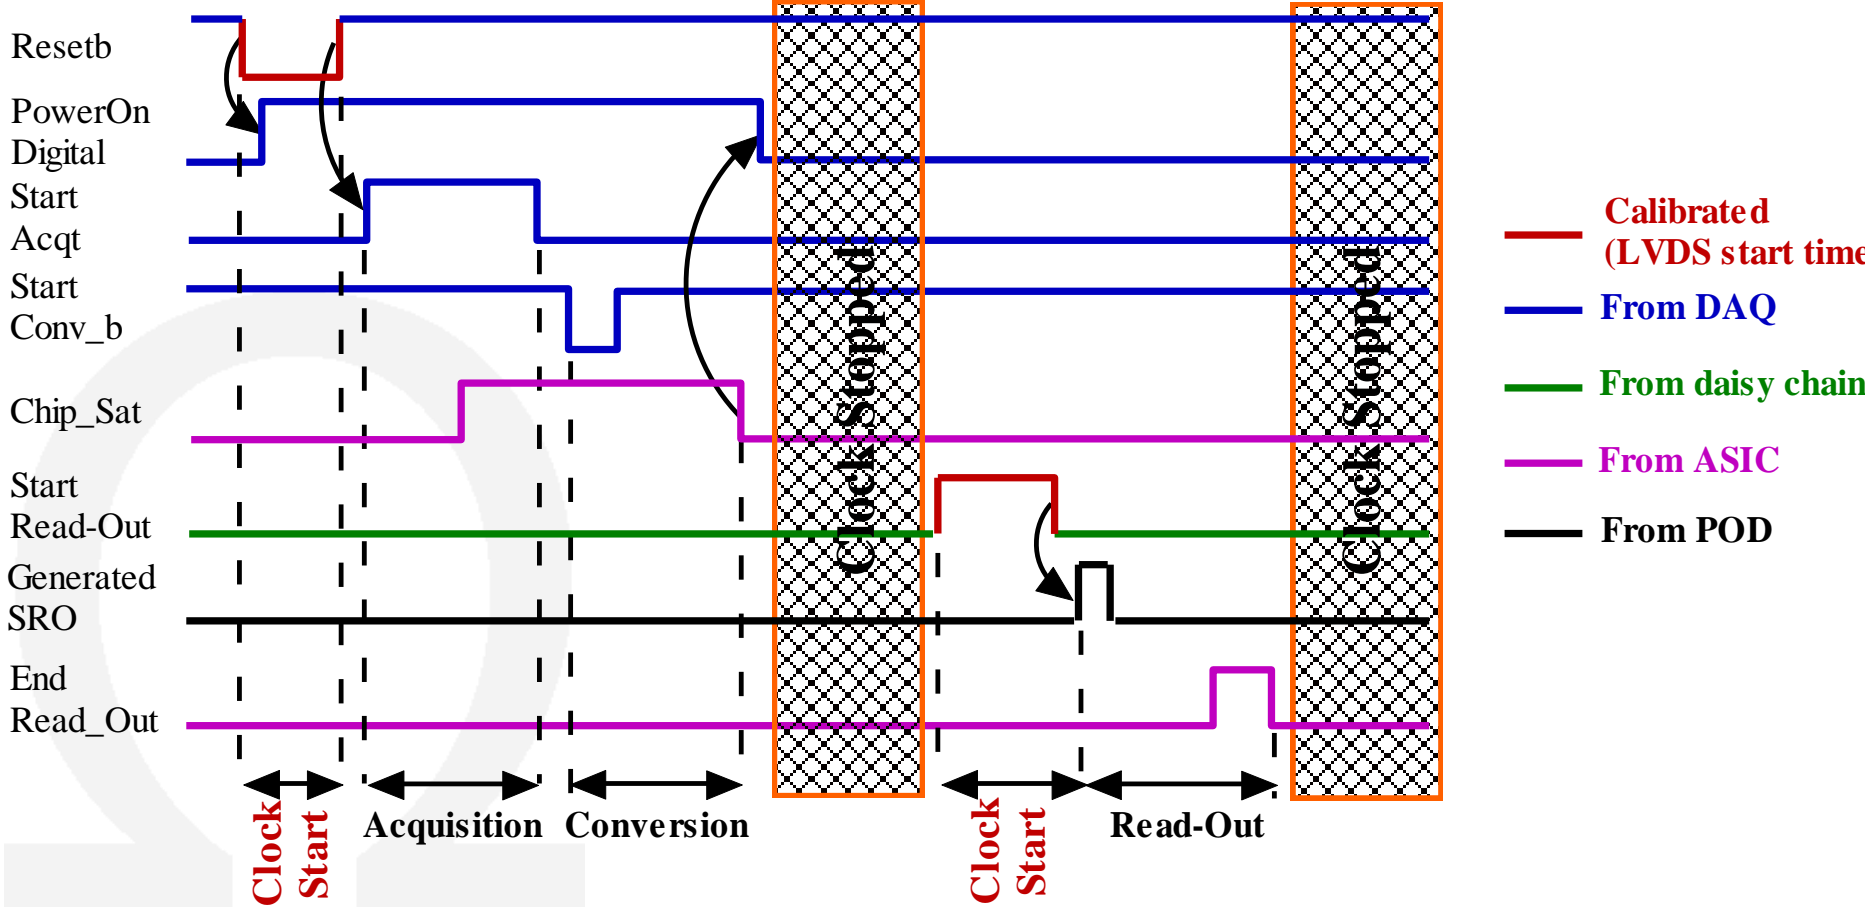 Resetb
PowerOn
Digital
Start
Acqt
Start
Conv_b
Chip_Sat
Start
Read-Out
Generated
SRO
End
Read_Out
Clock Stopped
Clock Stopped
Calibrated
(LVDS start time
From DAQ
From daisy chain
From ASIC
From POD
Clock
Start
Acquisition
Conversion
Clock
Start
Read-Out